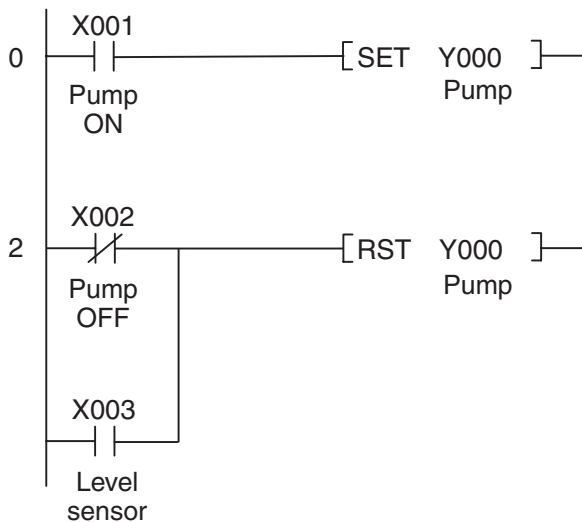 X001
0
SET Y000
Pump
ON
Pump
X002
2
RST Y000
Pump
OFF
Pump
X003
Level
sensor